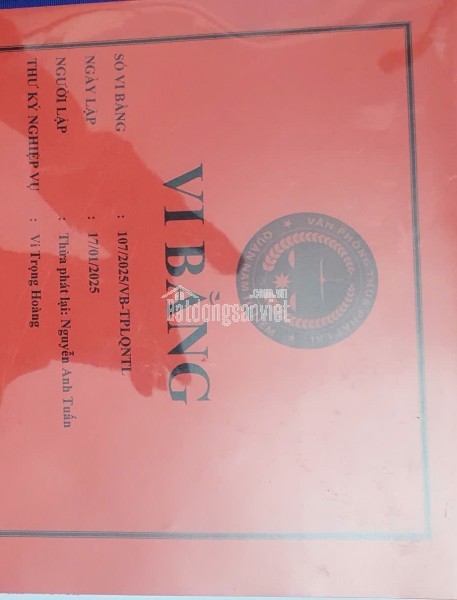 VĂN PHÒNG THỪA PHÁT LẠI
VI BẰNG
SỐ VI BẰNG : 107/2025/VB-TPLQNTL
NGÀY LẬP : 17/01/2025
NGƯỜI LẬP : Thừa phát lại: Nguyễn Anh Tuấn
THƯ KÝ NGHIỆP VỤ : Vi Trọng Hoàng
batdongsanviet
.com.vn